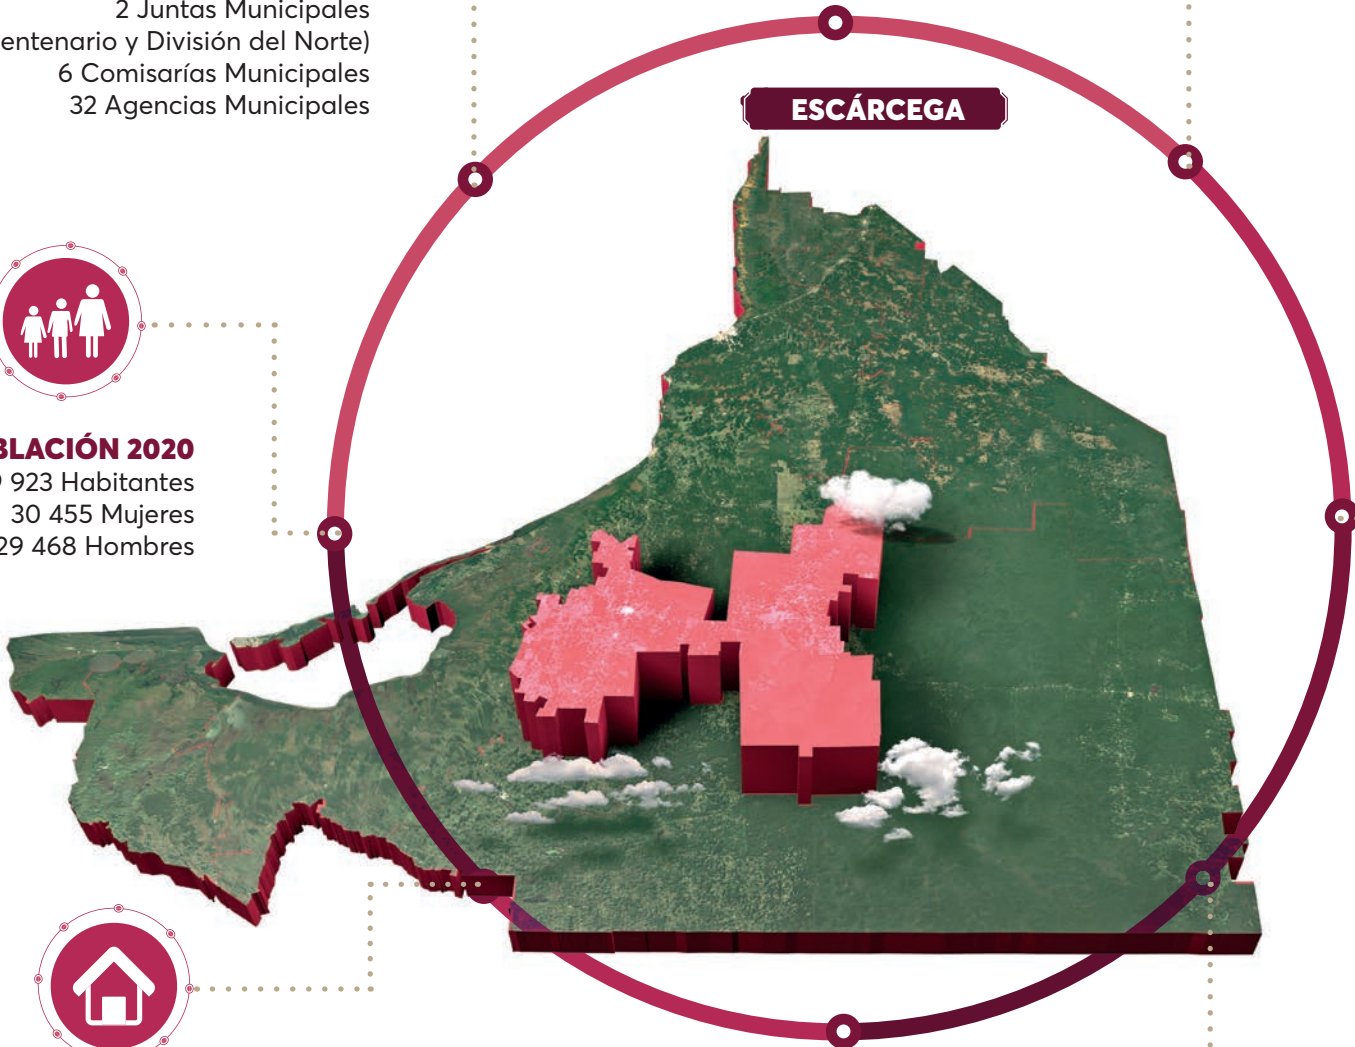 2 Juntas Municipales
entenario y División del Norte)
6 Comisarías Municipales
32 Agencias Municipales
ESCÁRCEGA
BLACIÓN 2020
923 Habitantes
30 455 Mujeres
29 468 Hombres